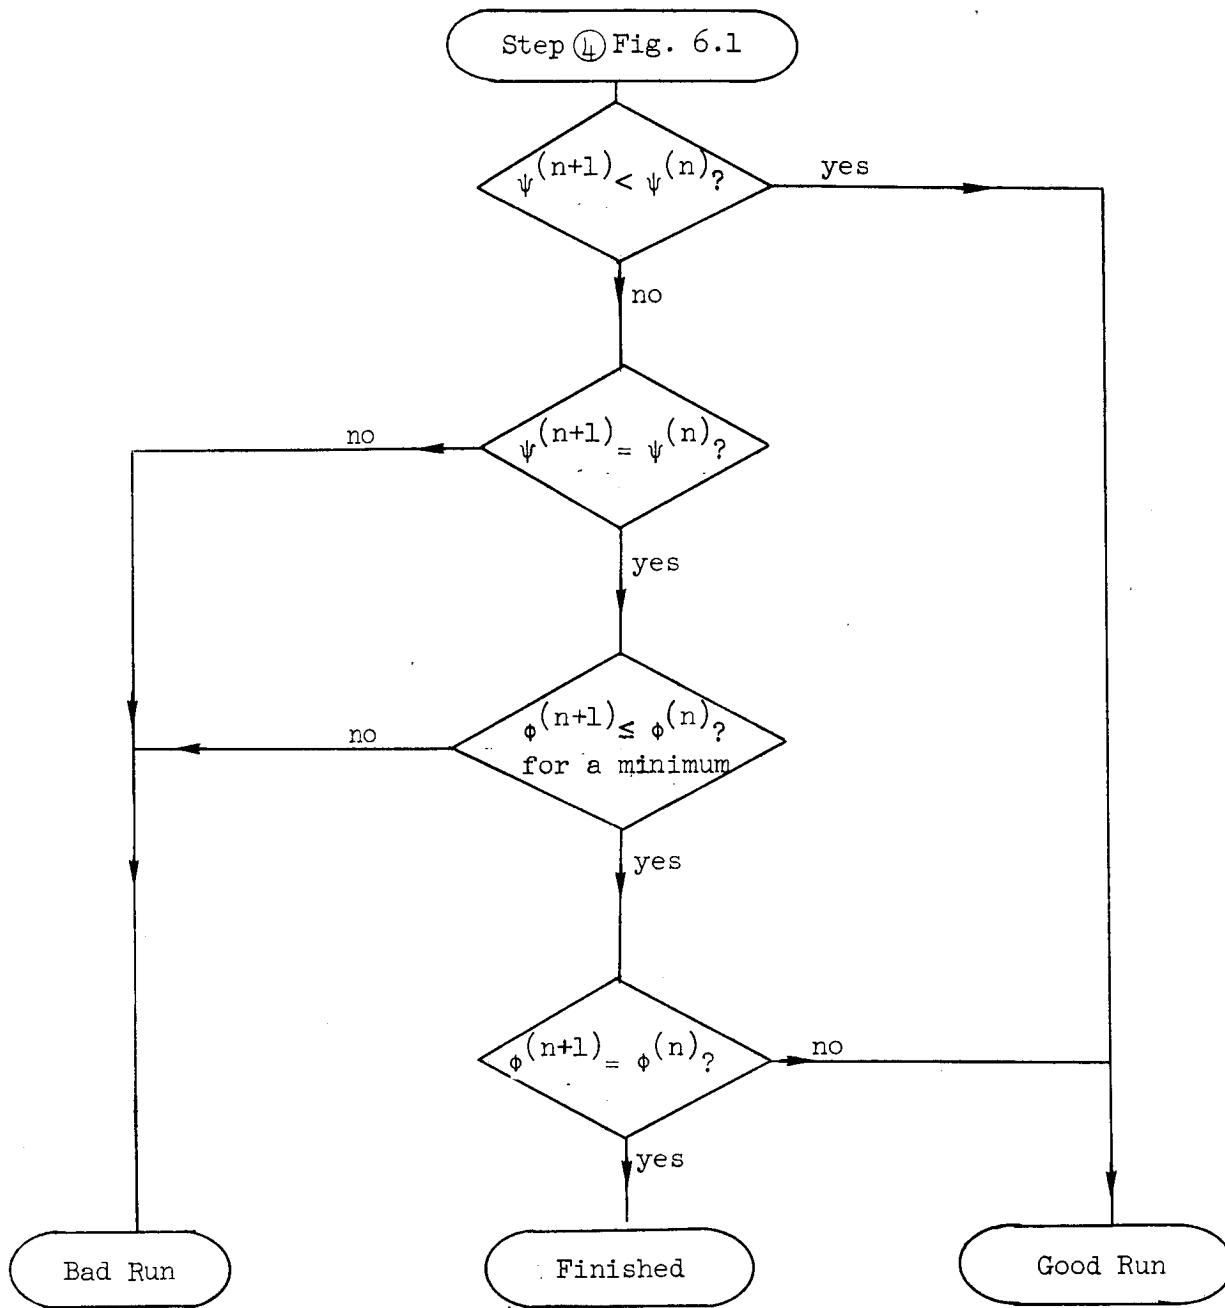 Step ④ Fig. 6.1
ψ^(n+1) < ψ^(n)?
yes
no
ψ^(n+1) = ψ^(n)?
no
yes
ϕ^(n+1) ≤ ϕ^(n)?
for a minimum
no
yes
ϕ^(n+1) = ϕ^(n)?
no
yes
Bad Run
Finished
Good Run